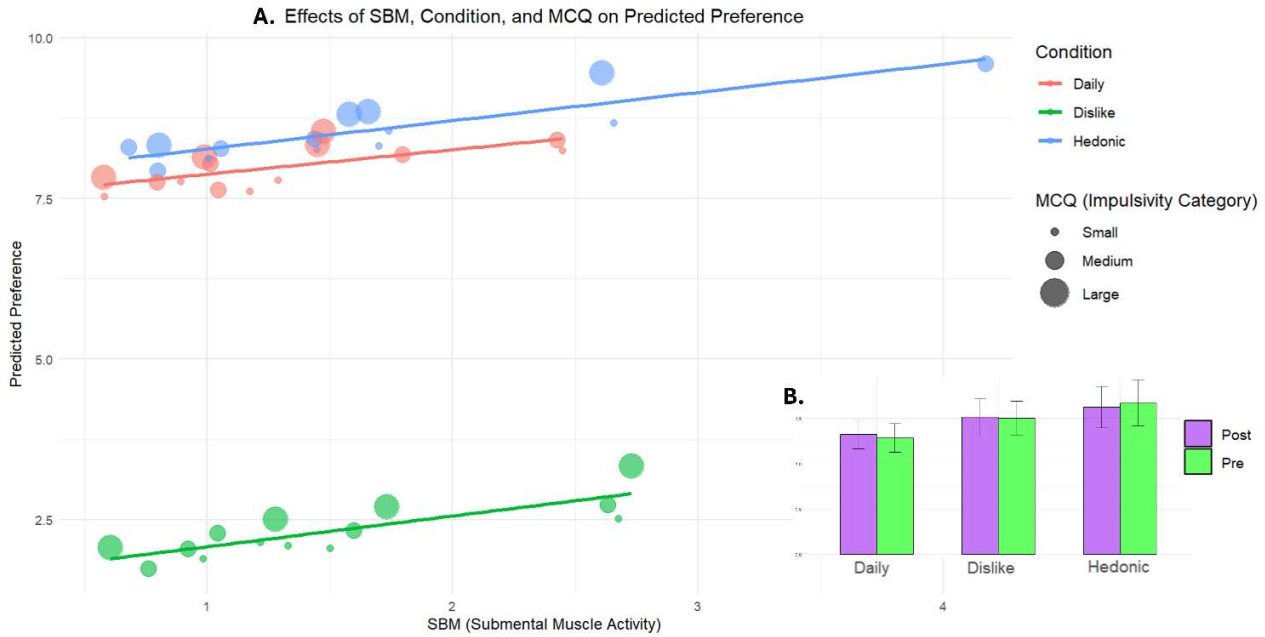 A. Effects of SBM, Condition, and MCQ on Predicted Preference
10.0
7.5
5.0
2.5
Predicted Preference
1
2
3
4
SBM (Submental Muscle Activity)
Condition
Daily
Dislike
Hedonic
MCQ (Impulsivity Category)
Small
Medium
Large
B.
Daily
Dislike
Hedonic
Post
Pre